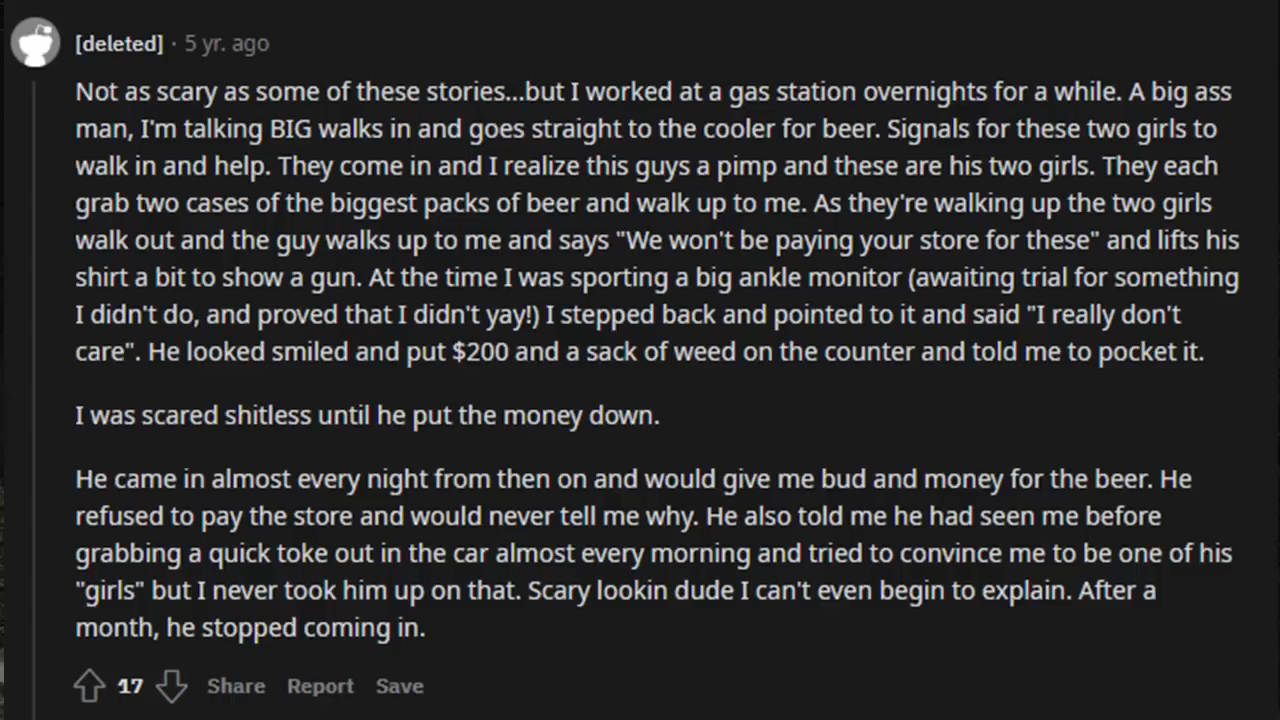 [deleted] · 5 yr. ago
Not as scary as some of these stories...but I worked at a gas station overnights for a while. A big ass
man, I'm talking BIG walks in and goes straight to the cooler for beer. Signals for these two girls to
walk in and help. They come in and I realize this guys a pimp and these are his two girls. They each
grab two cases of the biggest packs of beer and walk up to me. As they're walking up the two girls
walk out and the guy walks up to me and says "We won't be paying your store for these" and lifts his
shirt a bit to show a gun. At the time I was sporting a big ankle monitor (awaiting trial for something
I didn't do, and proved that I didn't yay!) I stepped back and pointed to it and said "I really don't
care". He looked smiled and put $200 and a sack of weed on the counter and told me to pocket it.
I was scared shitless until he put the money down.
He came in almost every night from then on and would give me bud and money for the beer. He
refused to pay the store and would never tell me why. He also told me he had seen me before
grabbing a quick toke out in the car almost every morning and tried to convince me to be one of his
"girls" but I never took him up on that. Scary lookin dude I can't even begin to explain. After a
month, he stopped coming in.
17 Share Report Save